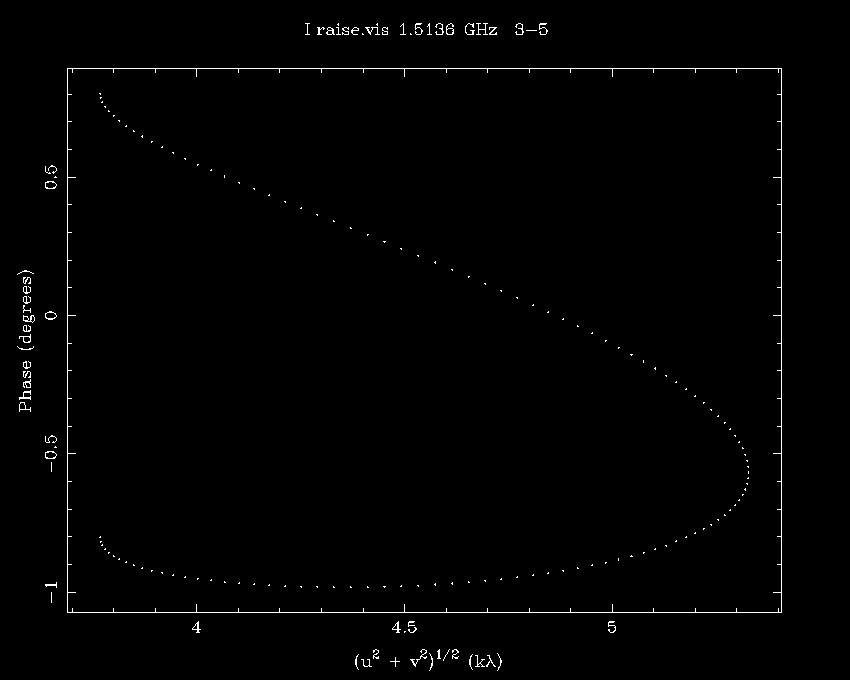 I raise.vis 1.5136 GHz 3-5
0.5
0
-0.5
-1
Phase (degrees)
4 4.5 5
(u² + v²)^1/2 (kλ)